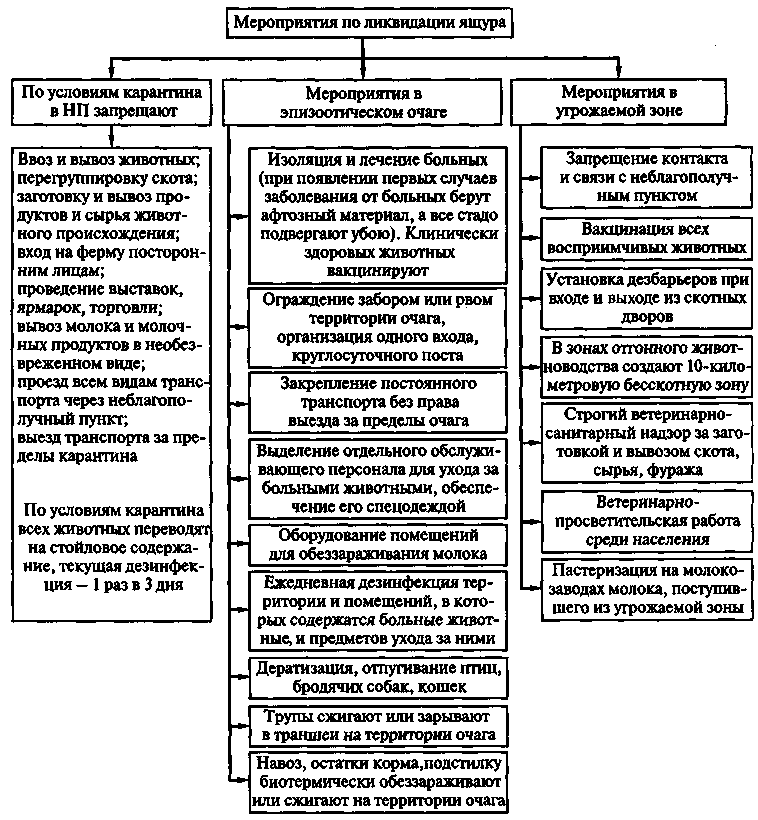 Мероприятия по ликвидации ящура
По условиям карантина
в НП запрещают
Ввоз и вывоз животных;
перегруппировку скота;
заготовку и вывоз про-
дуктов и сырья живот-
ного происхождения;
вход на ферму посторон-
ним лицам;
проведение выставок,
ярмарок, торговли;
вывоз молока и молоч-
ных продуктов в необез-
вреженном виде;
проезд всем видам транс-
порта через неблагопо-
лучный пункт;
выезд транспорта за пре-
делы карантина
По условиям карантина
всех животных переводят
на стойловое содержа-
ние, текущая дезинфек-
ция — 1 раз в 3 дня
Мероприятия в
эпизоотическом очаге
Изоляция и лечение больных
(при появлении первых случаев
заболевания от больных берут
афтозный материал, а все стадо
подвергают убою). Клинически
здоровых животных
вакцинируют
Ограждение забором или рвом
территории очага,
организация одного входа,
круглосуточного поста
Закрепление постоянного
транспорта без права
выезда за пределы очага
Выделение отдельного обслужи-
вающего персонала для ухода за
больными животными, обеспе-
чение его спецодеждой
Оборудование помещений
для обеззараживания молока
Ежедневная дезинфекция тер-
ритории и помещений, в кото-
рых содержатся больные живот-
ные, и предметов ухода за ними
Дератизация, отпугивание птиц,
бродячих собак, кошек
Трупы сжигают или зарывают
в траншеи на территории очага
Навоз, остатки корма,подстилку
биотермически обеззараживают
или сжигают на территории очага
Мероприятия в
угрожаемой зоне
Запрещение контакта
и связи с неблагополуч-
ным пунктом
Вакцинация всех
восприимчивых животных
Установка дезбарьеров при
входе и выходе из скотных
дворов
В зонах отгонного живот-
новодства создают 10-кило-
метровую бесскотную зону
Строгий ветеринарно-
санитарный надзор за заго-
товкой и вывозом скота,
сырья, фуража
Ветеринарно-
просветительская работа
среди населения
Пастеризация на молоко-
заводах молока, поступив-
шего из угрожаемой зоны